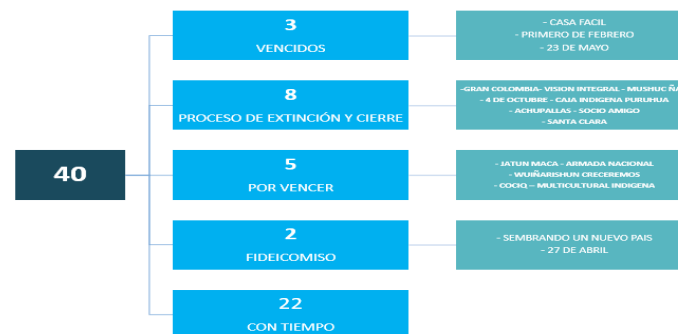 40
3
VENCIDOS
- CASA FACIL
- PRIMERO DE FEBRERO
- 23 DE MAYO
8
PROCESO DE EXTINCIÓN Y CIERRE
-GRAN COLOMBIA- VISION INTEGRAL - MUSHUC ÑA
- 4 DE OCTUBRE - CAJA INDIGENA PURUHUA
- ACHUPALLAS - SOCIO AMIGO
- SANTA CLARA
5
POR VENCER
- JATUN MACA - ARMADA NACIONAL
- WUIÑARISHUN CRECEREMOS
- COCIQ – MULTICULTURAL INDIGENA
2
FIDEICOMISO
- SEMBRANDO UN NUEVO PAIS
- 27 DE ABRIL
22
CON TIEMPO